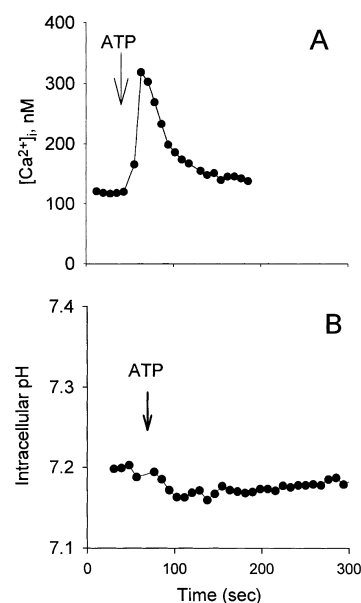 A
ATP
[Ca²⁺]ᵢ, nM
400
300
200
100
0
B
ATP
Intracellular pH
7.4
7.3
7.2
7.1
0 100 200 300
Time (sec)